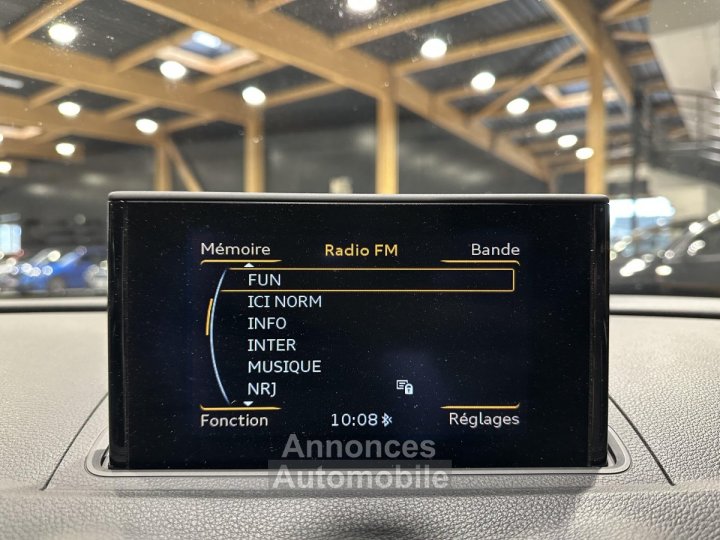 Mémoire Radio FM Bande
FUN
ICI NORM
INFO
INTER
MUSIQUE
NRJ
Fonction 10:08 Réglages
Annonces
Automobile